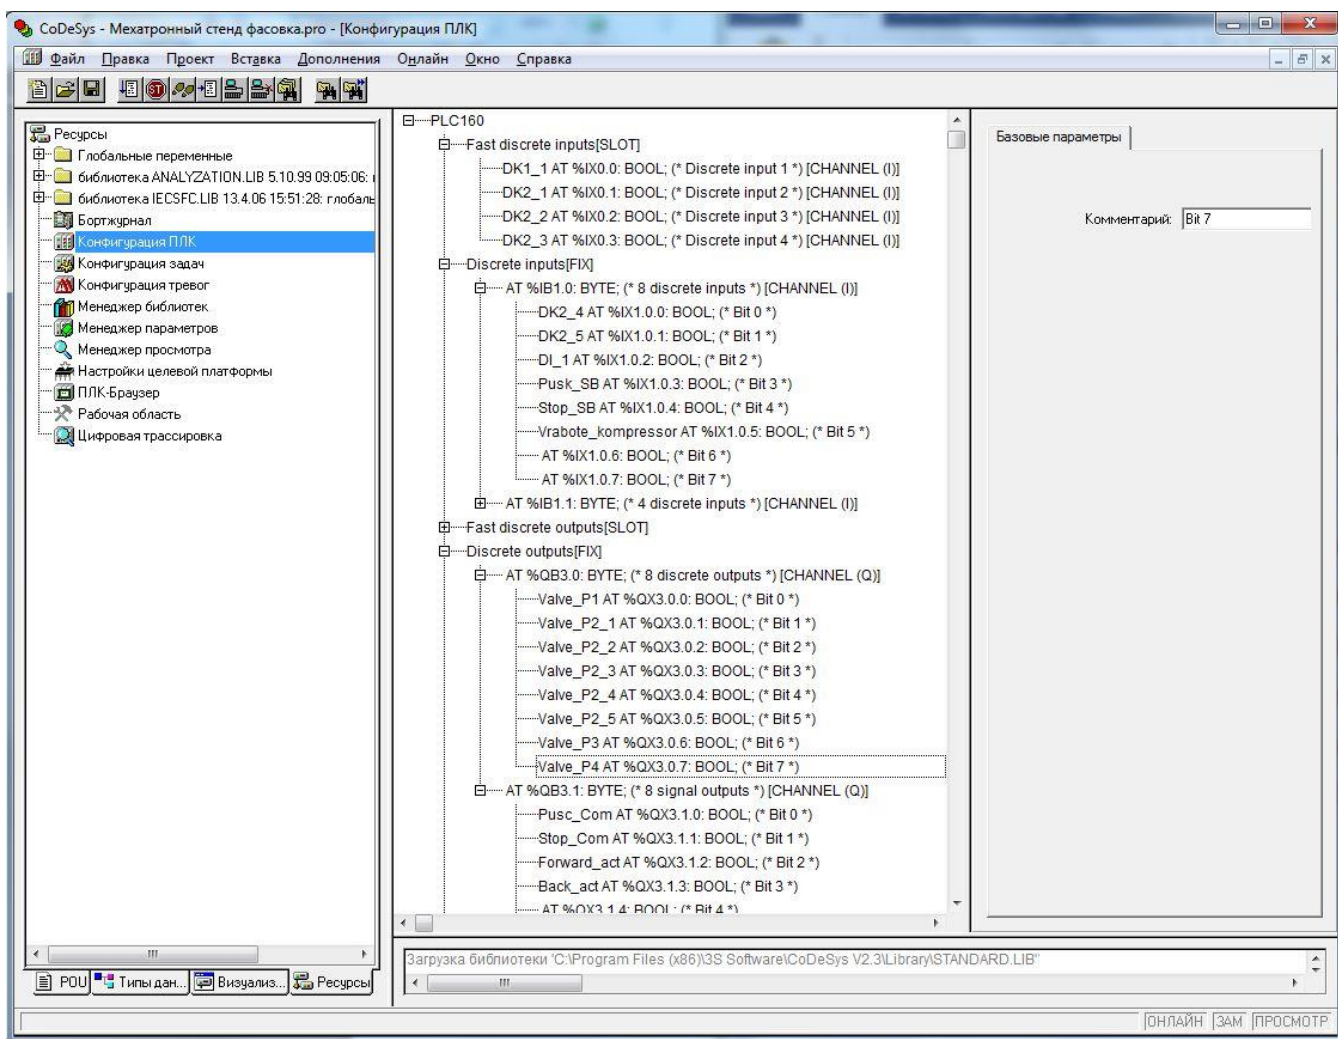 CoDeSys - Мехатронный стенд фасовка.pro - [Конфигурация ПЛК]
Файл Правка Проект Вставка Дополнения Онлайн Окно Справка
Ресурсы
Глобальные переменные
библиотека ANALYZATION.LIB 5.10.99 09:05:06:
библиотека IECSFC.LIB 13.4.06 15:51:28: глобаль
Бортжурнал
Конфигурация ПЛК
Конфигурация задач
Конфигурация тревог
Менеджер библиотек
Менеджер параметров
Менеджер просмотра
Настройки целевой платформы
ПЛК-Браузер
Рабочая область
Цифровая трассировка
POU Типы дан... Визуализ... Ресурсы
PLC160
Fast discrete inputs[SLOT]
DK1_1 AT %IX0.0: BOOL; (* Discrete input 1 *) [CHANNEL (I)]
DK2_1 AT %IX0.1: BOOL; (* Discrete input 2 *) [CHANNEL (I)]
DK2_2 AT %IX0.2: BOOL; (* Discrete input 3 *) [CHANNEL (I)]
DK2_3 AT %IX0.3: BOOL; (* Discrete input 4 *) [CHANNEL (I)]
Discrete inputs[FIX]
AT %IB1.0: BYTE; (* 8 discrete inputs *) [CHANNEL (I)]
DK2_4 AT %IX1.0.0: BOOL; (* Bit 0 *)
DK2_5 AT %IX1.0.1: BOOL; (* Bit 1 *)
DI_1 AT %IX1.0.2: BOOL; (* Bit 2 *)
Pusk_SB AT %IX1.0.3: BOOL; (* Bit 3 *)
Stop_SB AT %IX1.0.4: BOOL; (* Bit 4 *)
Vrabote_kompressor AT %IX1.0.5: BOOL; (* Bit 5 *)
AT %IX1.0.6: BOOL; (* Bit 6 *)
AT %IX1.0.7: BOOL; (* Bit 7 *)
AT %IB1.1: BYTE; (* 4 discrete inputs *) [CHANNEL (I)]
Fast discrete outputs[SLOT]
Discrete outputs[FIX]
AT %QB3.0: BYTE; (* 8 discrete outputs *) [CHANNEL (Q)]
Valve_P1 AT %QX3.0.0: BOOL; (* Bit 0 *)
Valve_P2_1 AT %QX3.0.1: BOOL; (* Bit 1 *)
Valve_P2_2 AT %QX3.0.2: BOOL; (* Bit 2 *)
Valve_P2_3 AT %QX3.0.3: BOOL; (* Bit 3 *)
Valve_P2_4 AT %QX3.0.4: BOOL; (* Bit 4 *)
Valve_P2_5 AT %QX3.0.5: BOOL; (* Bit 5 *)
Valve_P3 AT %QX3.0.6: BOOL; (* Bit 6 *)
Valve_P4 AT %QX3.0.7: BOOL; (* Bit 7 *)
AT %QB3.1: BYTE; (* 8 signal outputs *) [CHANNEL (Q)]
Pusc_Com AT %QX3.1.0: BOOL; (* Bit 0 *)
Stop_Com AT %QX3.1.1: BOOL; (* Bit 1 *)
Forward_act AT %QX3.1.2: BOOL; (* Bit 2 *)
Back_act AT %QX3.1.3: BOOL; (* Bit 3 *)
AT %QX3.1.4: BOOL; (* Bit 4 *)
Базовые параметры
Комментарий: Bit 7
Загрузка библиотеки 'C:\Program Files (x86)\3S Software\CoDeSys V2.3\Library\STANDARD.LIB"
ОНЛАЙН ЗАМ ПРОСМОТР